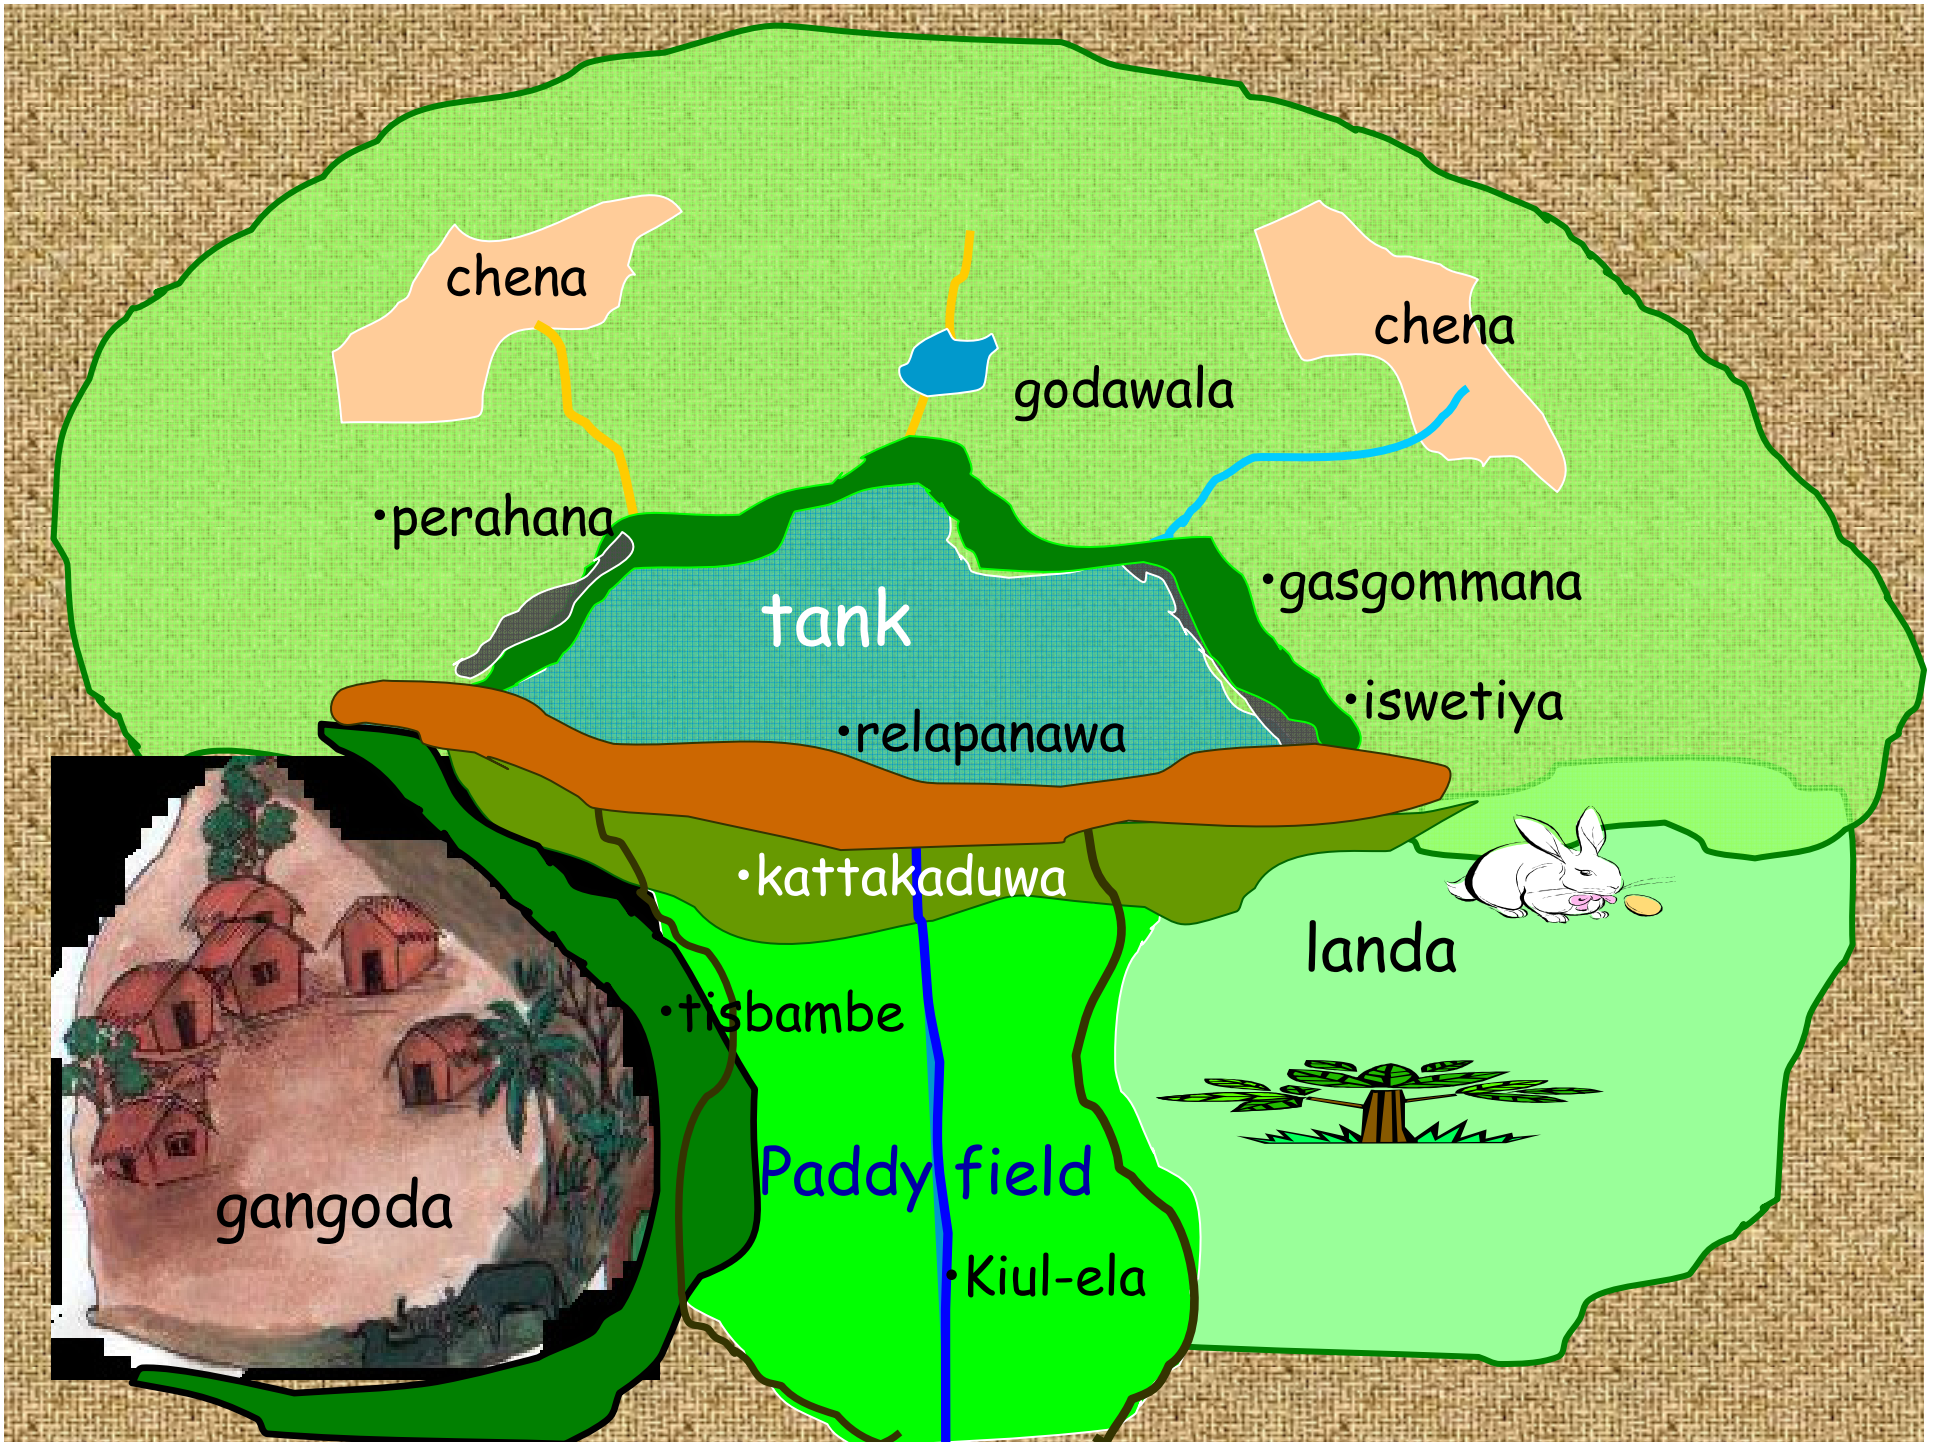 chena
chena
godawala
•perahana
•gasgommana
tank
•iswetiya
•relapanawa
•kattakaduwa
landa
•tisbambe
Paddy field
gangoda
•Kiul-ela